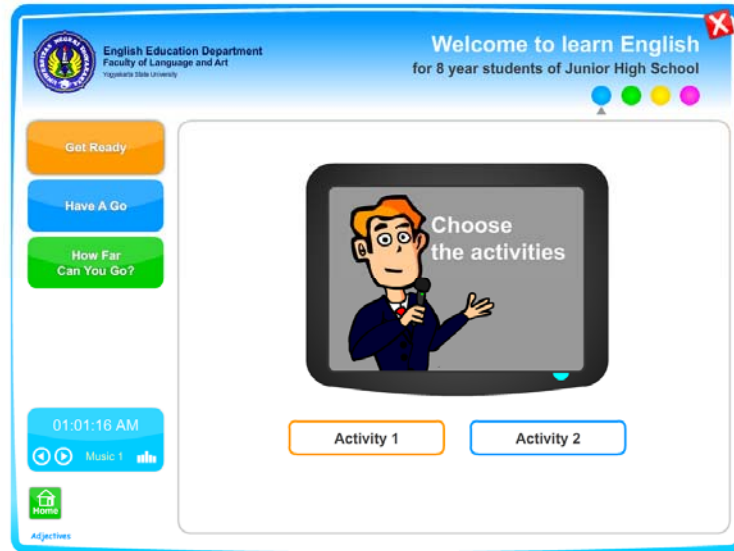 English Education Department
Faculty of Language and Art
Yogyakarta State University
Welcome to learn English
for 8 year students of Junior High School
Get Ready
Have A Go
How Far
Can You Go?
Choose
the activities
01:01:16 AM
Music 1
Activity 1
Activity 2
Home
Adjectives